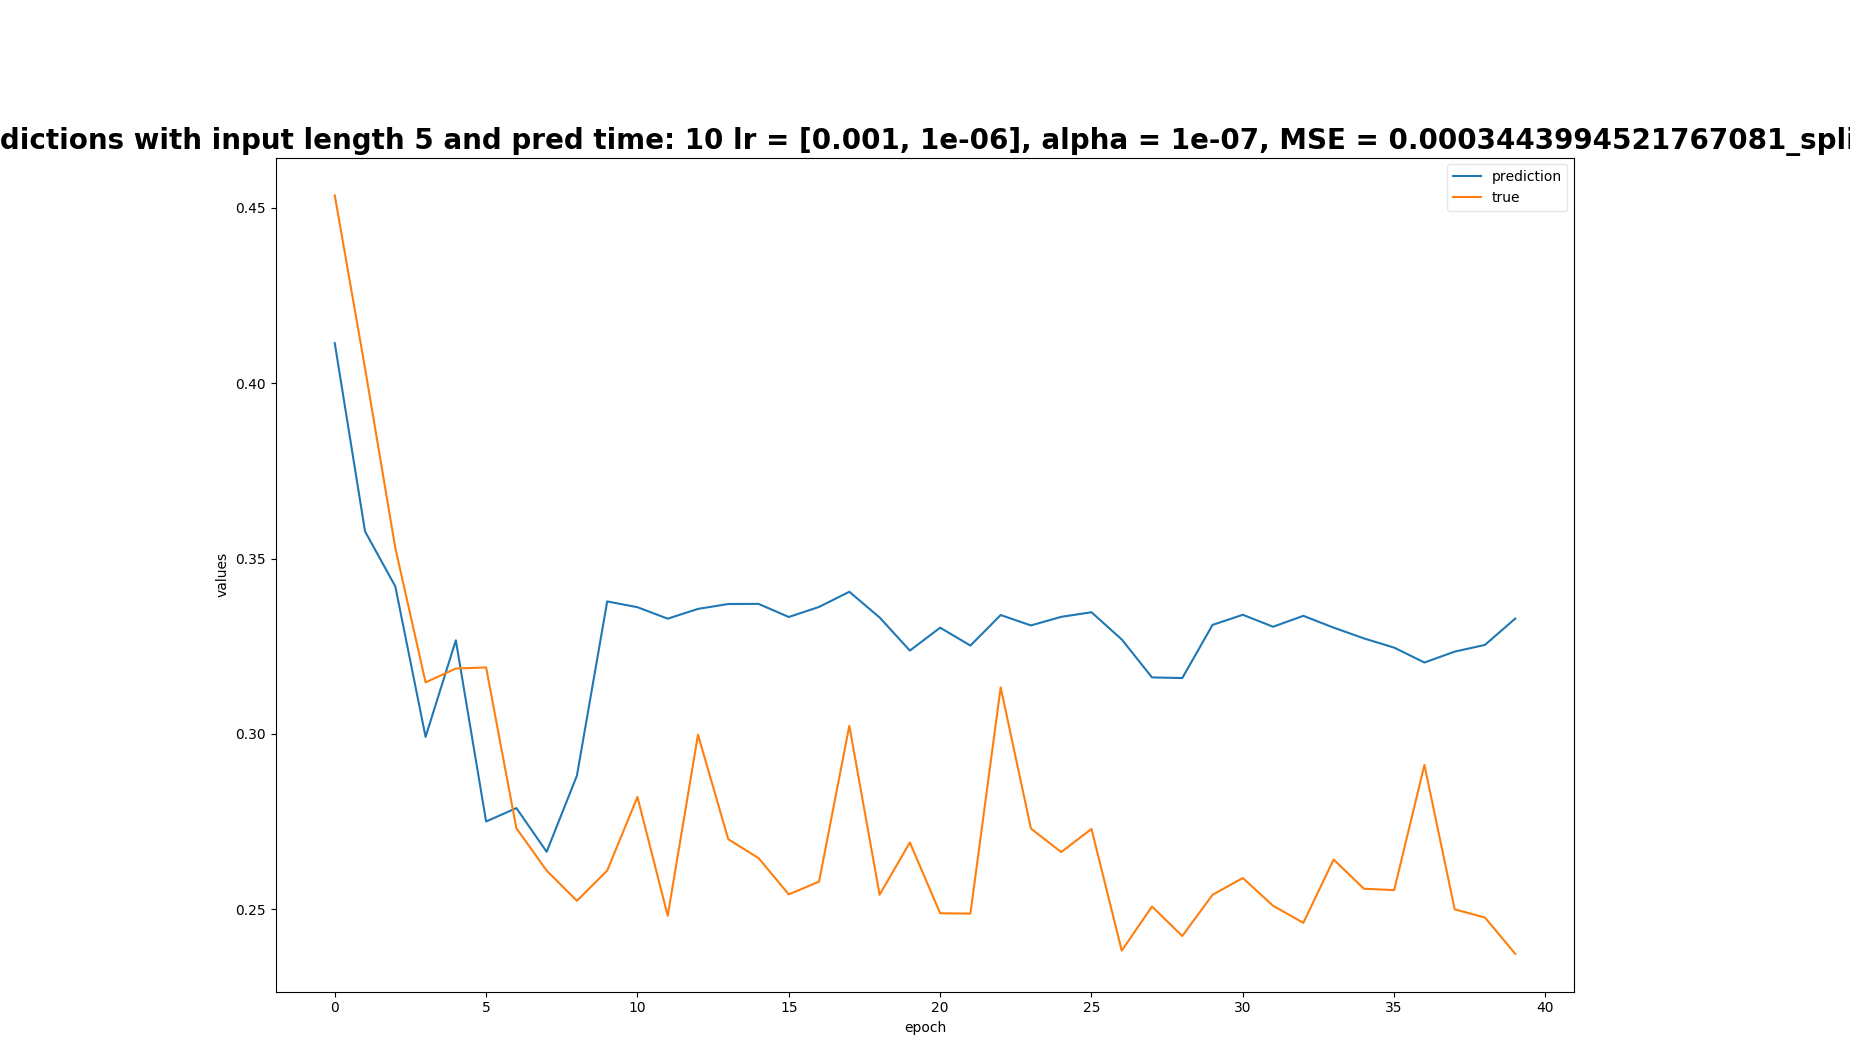 dictions with input length 5 and pred time: 10 lr = [0.001, 1e-06], alpha = 1e-07, MSE = 0.0003443994521767081_spli
prediction
true
0.45
0.40
0.35
0.30
0.25
values
0
5
10
15
20
25
30
35
40
epoch